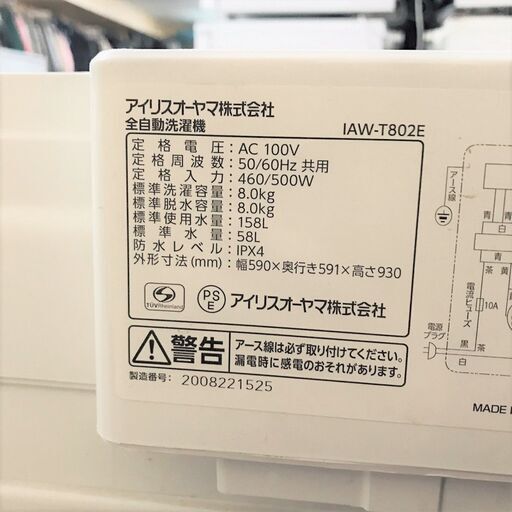 アイリスオーヤマ株式会社
全自動洗濯機 IAW-T802E
定格電圧: AC 100V
定格周波数: 50/60Hz 共用
定格入力: 460/500W
標準洗濯容量: 8.0kg
標準脱水容量: 8.0kg
標準使用水量: 158L
標準水量: 58L
防水レベル: IPX4
外形寸法(mm): 幅590×奥行き591×高さ930
TÜVRheinland
PS
E
アイリスオーヤマ株式会社
警告
アース線は必ず取り付けてください。
漏電時に感電のおそれがあります。
製造番号: 2008221525
アース線
青
青
青
茶
黄
電流ヒューズ
10A
電源
プラグ
黒
茶
白
MADE